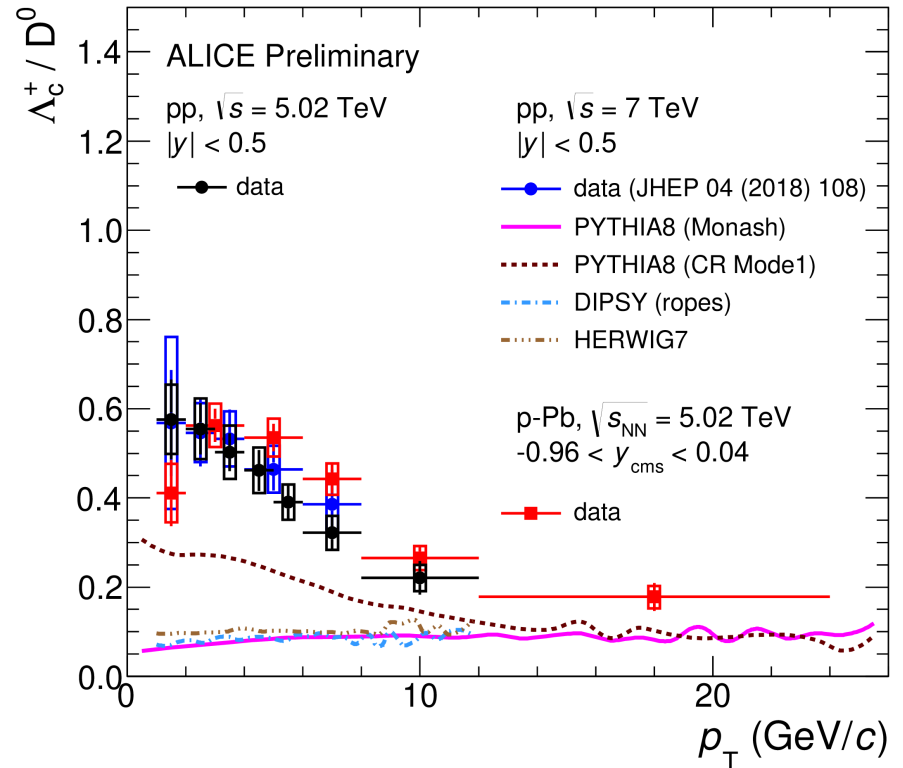 Λc+ / D0
ALICE Preliminary
pp, √s = 5.02 TeV
|y| < 0.5
data
pp, √s = 7 TeV
|y| < 0.5
data (JHEP 04 (2018) 108)
PYTHIA8 (Monash)
PYTHIA8 (CR Mode1)
DIPSY (ropes)
HERWIG7
p-Pb, √sNN = 5.02 TeV
-0.96 < ycms < 0.04
data
1.4
1.2
1.0
0.8
0.6
0.4
0.2
0.0
0
10
20
pT (GeV/c)